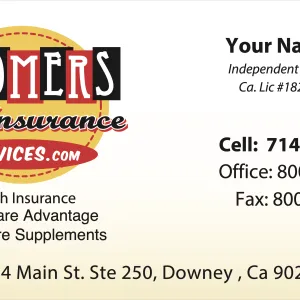 OMERS
Insurance
VICES.COM
h Insurance
are Advantage
re Supplements
Your Na
Independent
Ca. Lic #182
Cell: 714
Office: 800
Fax: 800
4 Main St. Ste 250, Downey , Ca 902